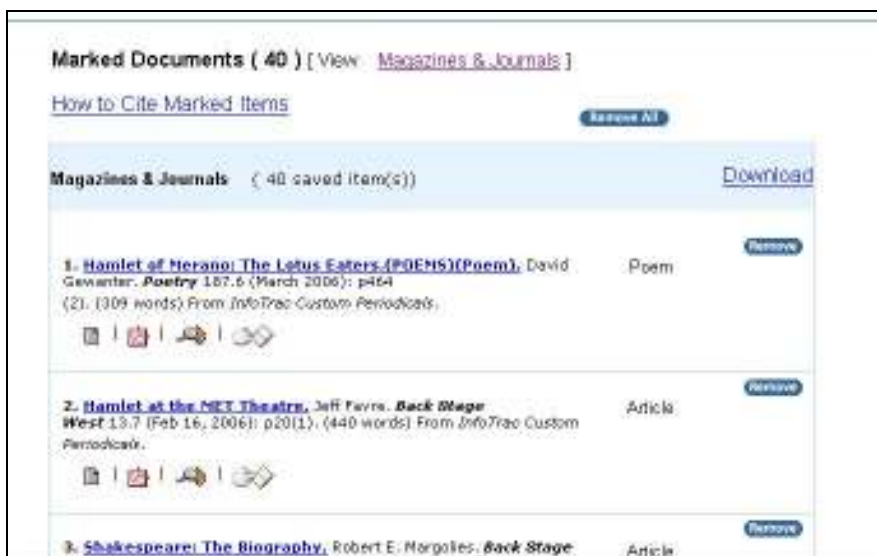 Marked Documents ( 40 ) [ View: Magazines & Journals ]
How to Cite Marked Items
Remove All
Magazines & Journals ( 40 saved item(s))
Download
Remove
1. Hamlet of Merano: The Lotus Eaters.(POEMS)(Poem). David
Gewanter. Poetry 187.6 (March 2006): p464
(2). (309 words) From InfoTrac Custom Periodicals.
Poem
Remove
2. Hamlet at the MET Theatre. Jeff Favre. Back Stage
West 13.7 (Feb 16, 2006): p20(1). (440 words) From InfoTrac Custom
Periodicals.
Article
Remove
3. Shakespeare: The Biography. Robert E. Margolies. Back Stage
Article